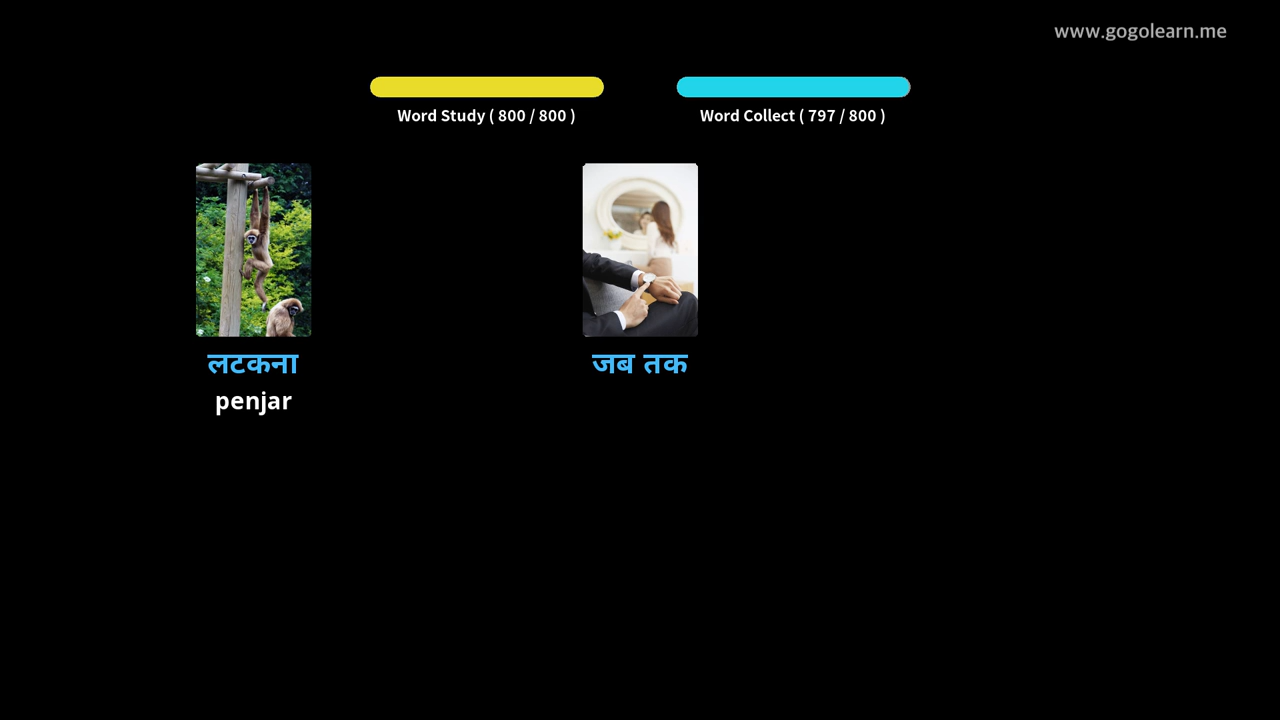 www.gogolearn.me
Word Study ( 800 / 800 )
Word Collect ( 797 / 800 )
लटकना
जब तक
penjar